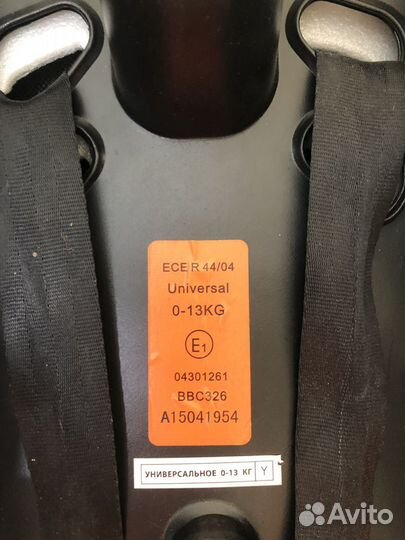 ECE R 44/04
Universal
0-13KG
E1
04301261
BBC326
A15041954
УНИВЕРСАЛЬНОЕ 0-13 КГ Y
Avito